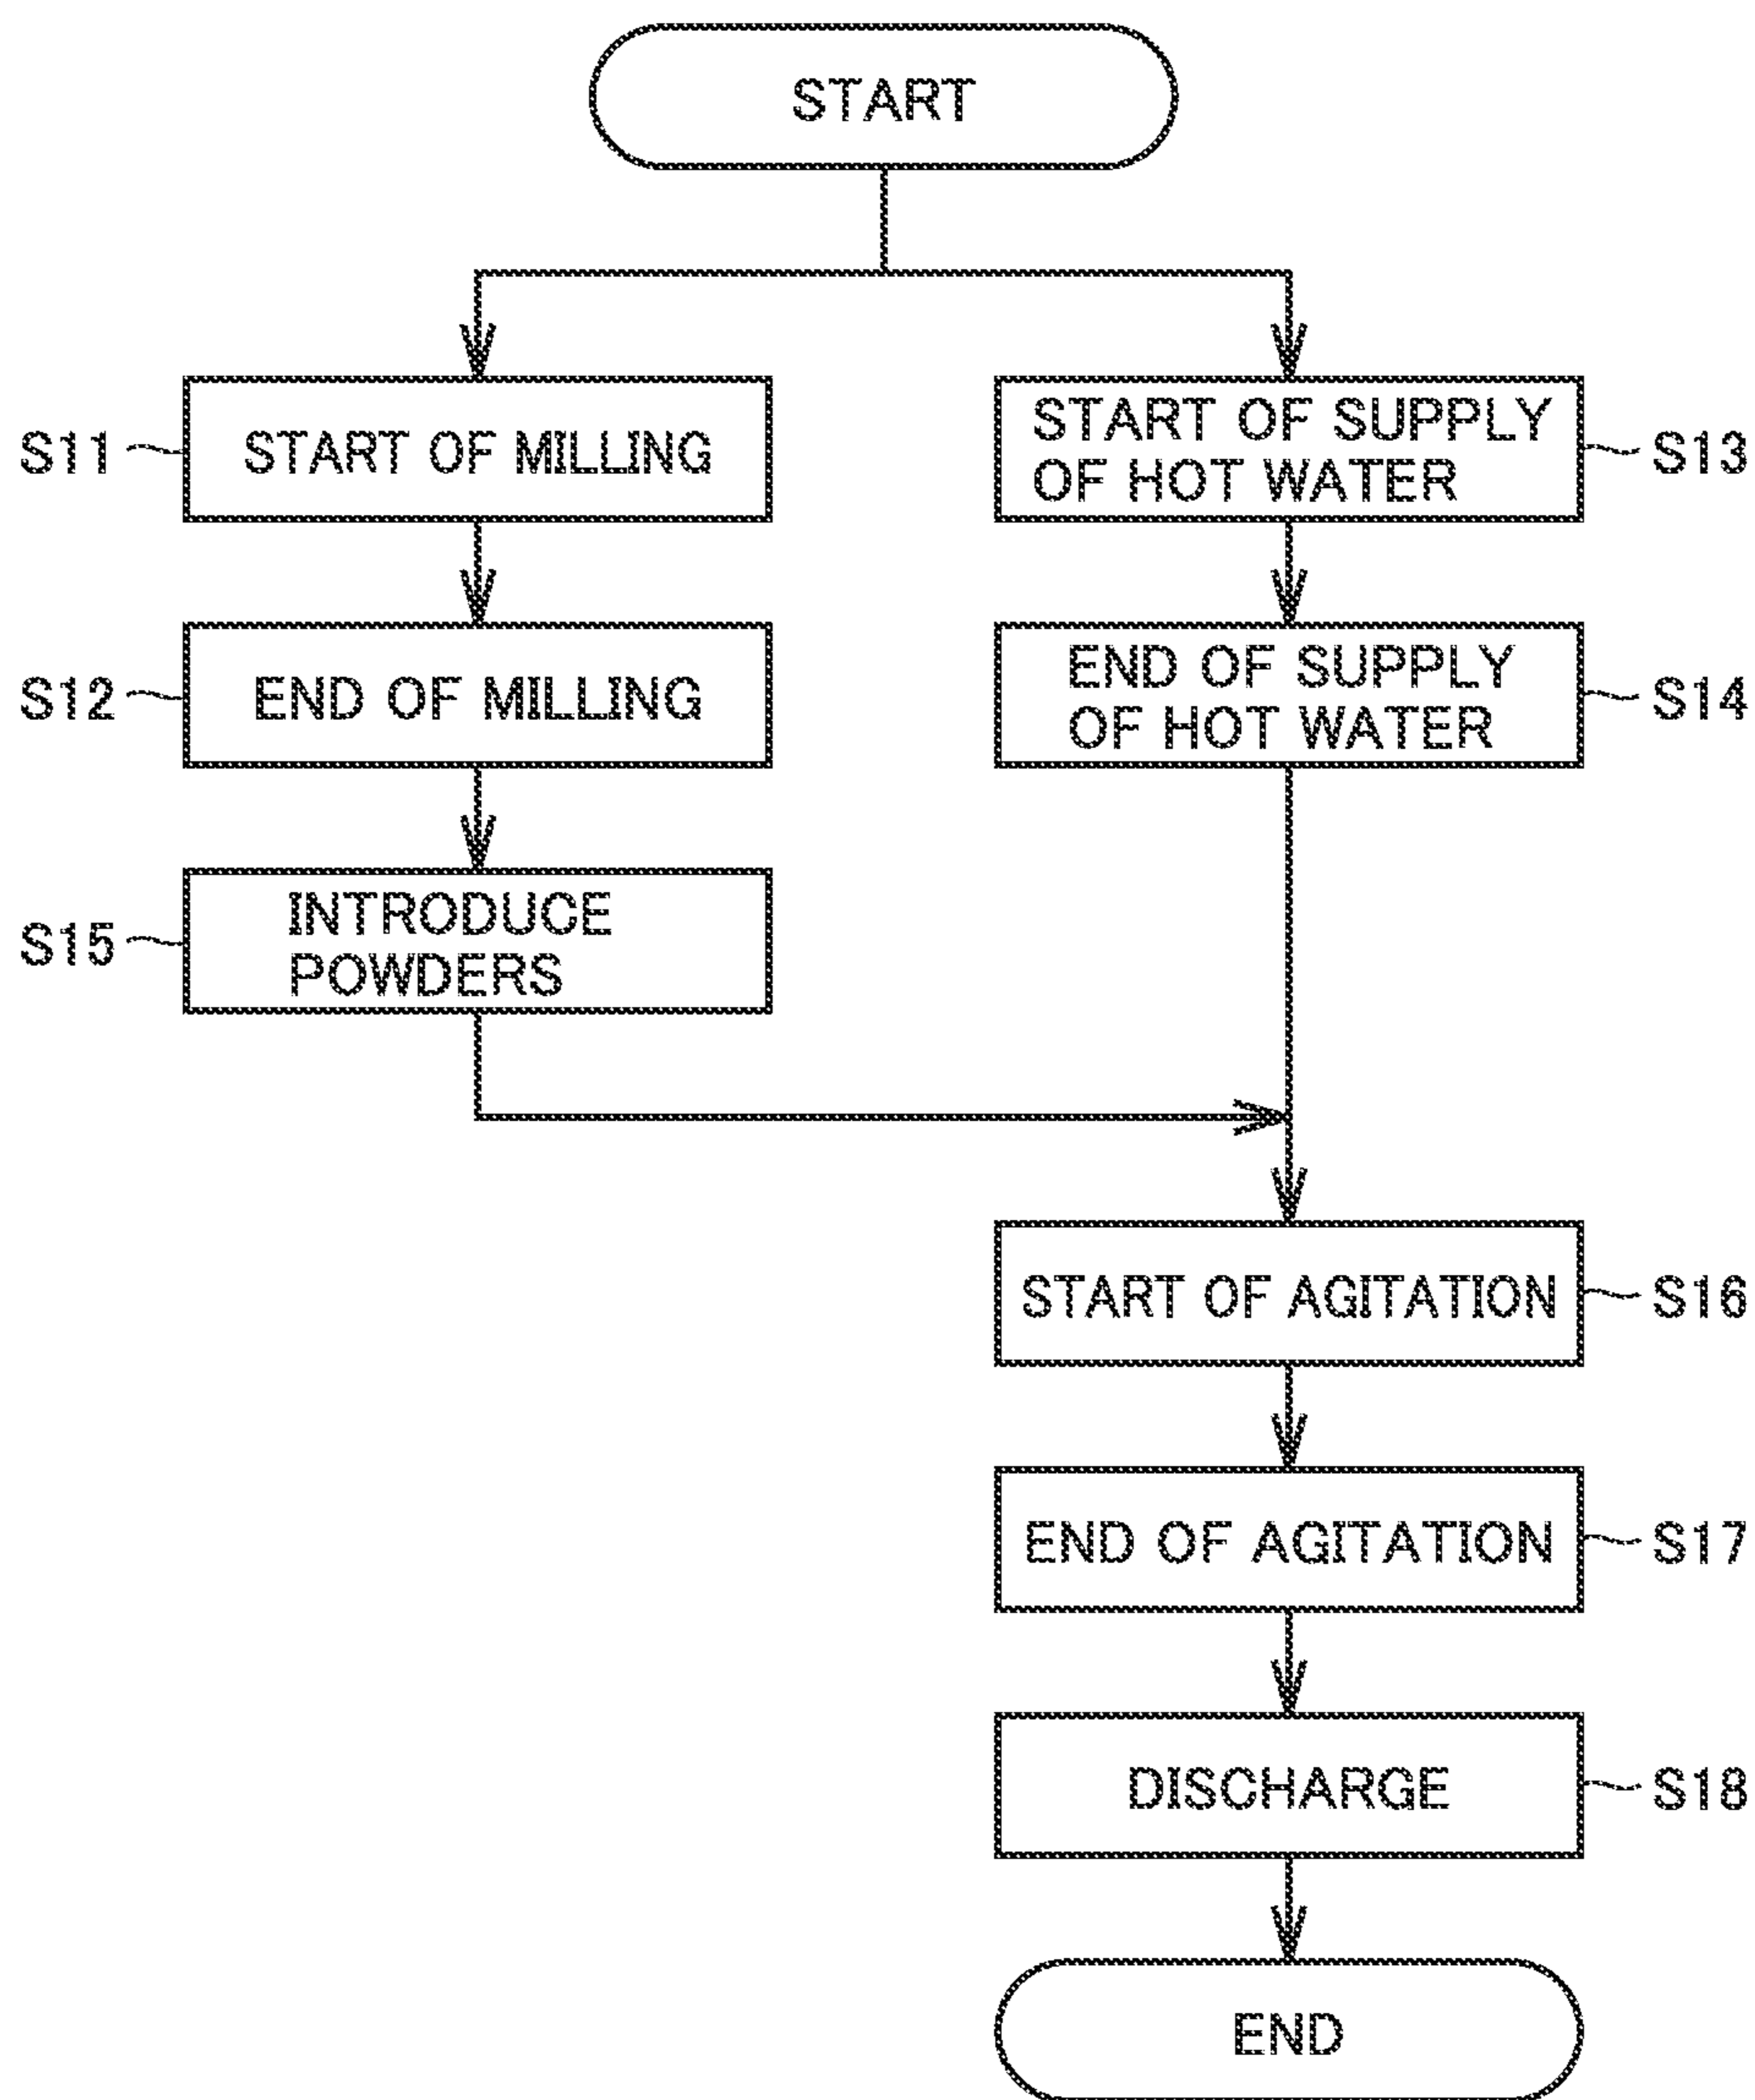 START
S11
START OF MILLING
START OF SUPPLY
OF HOT WATER
S13
S12
END OF MILLING
END OF SUPPLY
OF HOT WATER
S14
S15
INTRODUCE
POWDERS
START OF AGITATION
S16
END OF AGITATION
S17
DISCHARGE
S18
END